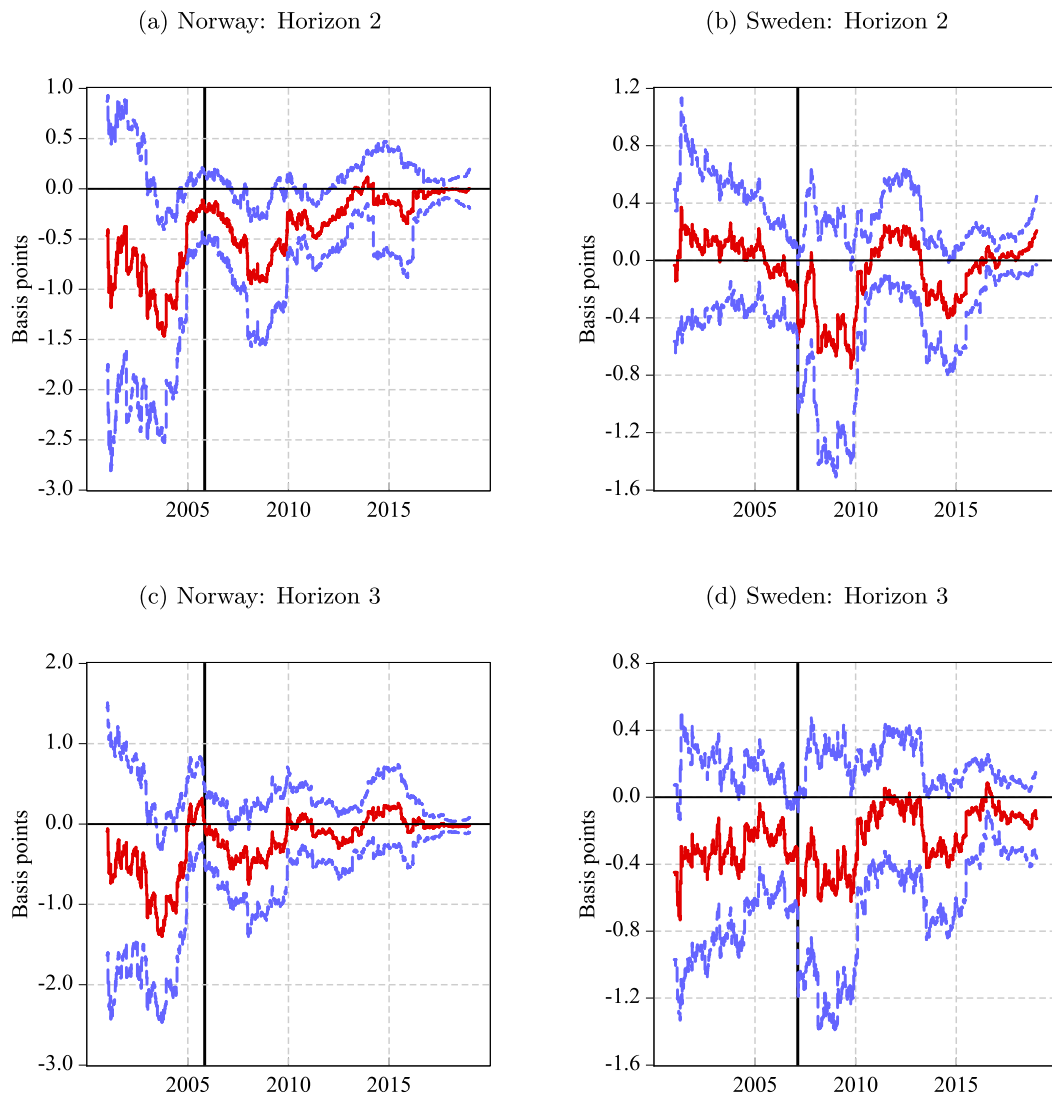 (a) Norway: Horizon 2
(b) Sweden: Horizon 2
Basis points
1.0
0.5
0.0
-0.5
-1.0
-1.5
-2.0
-2.5
-3.0
2005 2010 2015
Basis points
1.2
0.8
0.4
0.0
-0.4
-0.8
-1.2
-1.6
2005 2010 2015
(c) Norway: Horizon 3
(d) Sweden: Horizon 3
Basis points
2.0
1.0
0.0
-1.0
-2.0
-3.0
2005 2010 2015
Basis points
0.8
0.4
0.0
-0.4
-0.8
-1.2
-1.6
2005 2010 2015